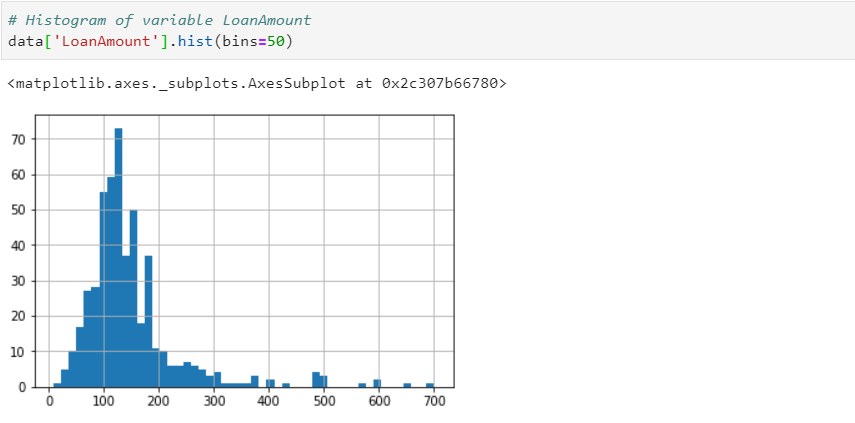 # Histogram of variable LoanAmount
data['LoanAmount'].hist(bins=50)
<matplotlib.axes._subplots.AxesSubplot at 0x2c307b66780>
70
60
50
40
30
20
10
0
0 100 200 300 400 500 600 700